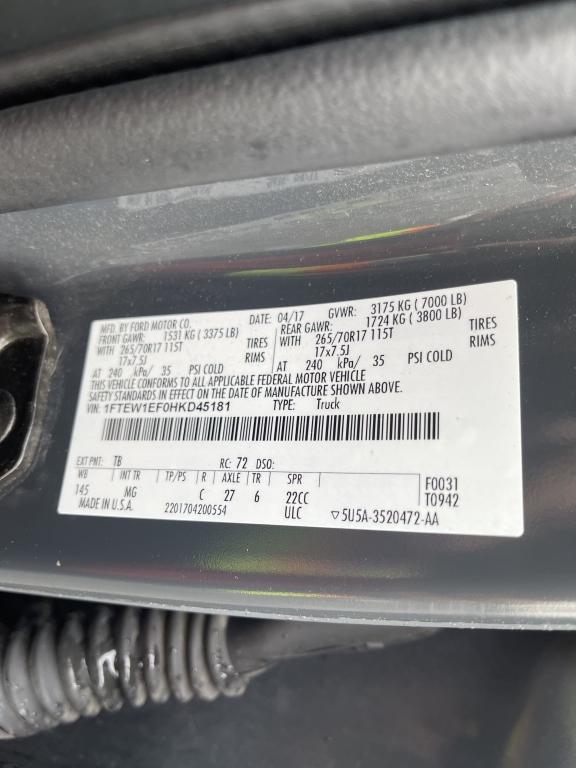 MFD. BY FORD MOTOR CO. DATE: 04/17 GVWR: 3175 KG ( 7000 LB)
FRONT GAWR: 1531 KG ( 3375 LB) REAR GAWR: 1724 KG ( 3800 LB)
WITH 265/70R17 115T TIRES WITH 265/70R17 115T TIRES
17x7.5J RIMS 17x7.5J RIMS
AT 240 kPa/ 35 PSI COLD AT 240 kPa/ 35 PSI COLD
THIS VEHICLE CONFORMS TO ALL APPLICABLE FEDERAL MOTOR VEHICLE
SAFETY STANDARDS IN EFFECT ON THE DATE OF MANUFACTURE SHOWN ABOVE.
VIN: 1FTEW1EF0HKD45181 TYPE: Truck
EXT PNT: TB RC: 72 DSO:
WB INT TR TP/PS R AXLE TR SPR F0031
145 MG C 27 6 22CC T0942
MADE IN U.S.A. 2201704200554 ULC ▽5U5A-3520472-AA